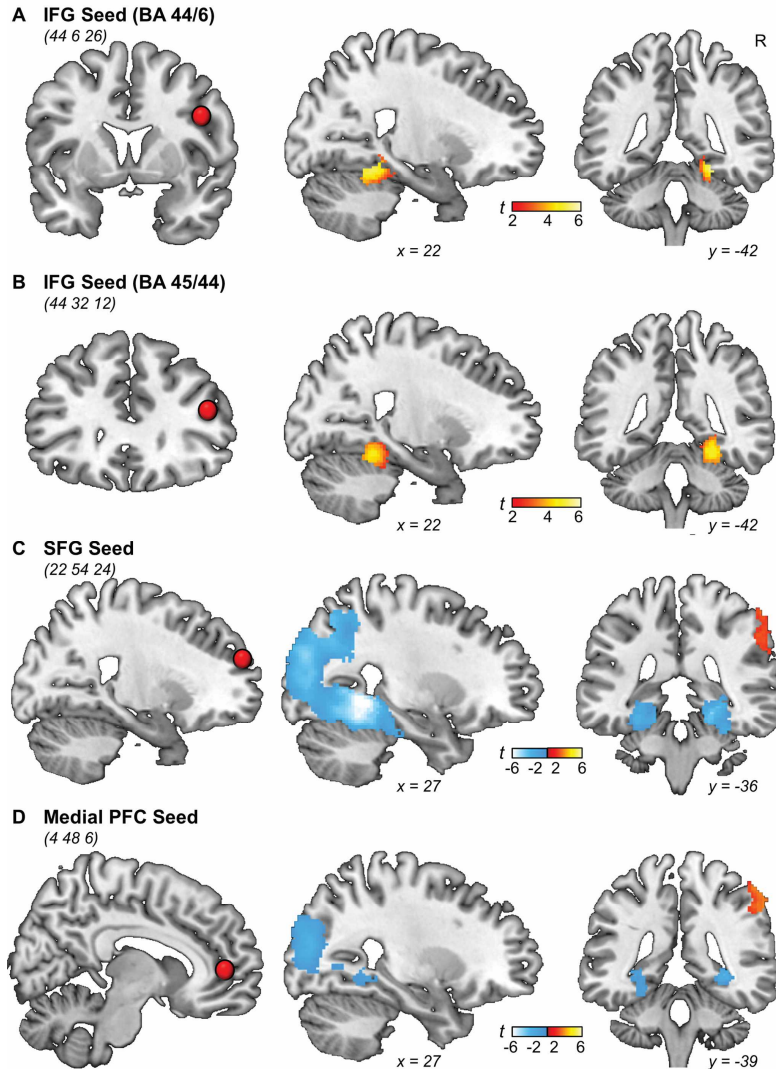 A IFG Seed (BA 44/6)
(44 6 26)
R
t
2 4 6
x = 22
y = -42
B IFG Seed (BA 45/44)
(44 32 12)
t
2 4 6
x = 22
y = -42
C SFG Seed
(22 54 24)
t
-6 -2 2 6
x = 27
y = -36
D Medial PFC Seed
(4 48 6)
t
-6 -2 2 6
x = 27
y = -39